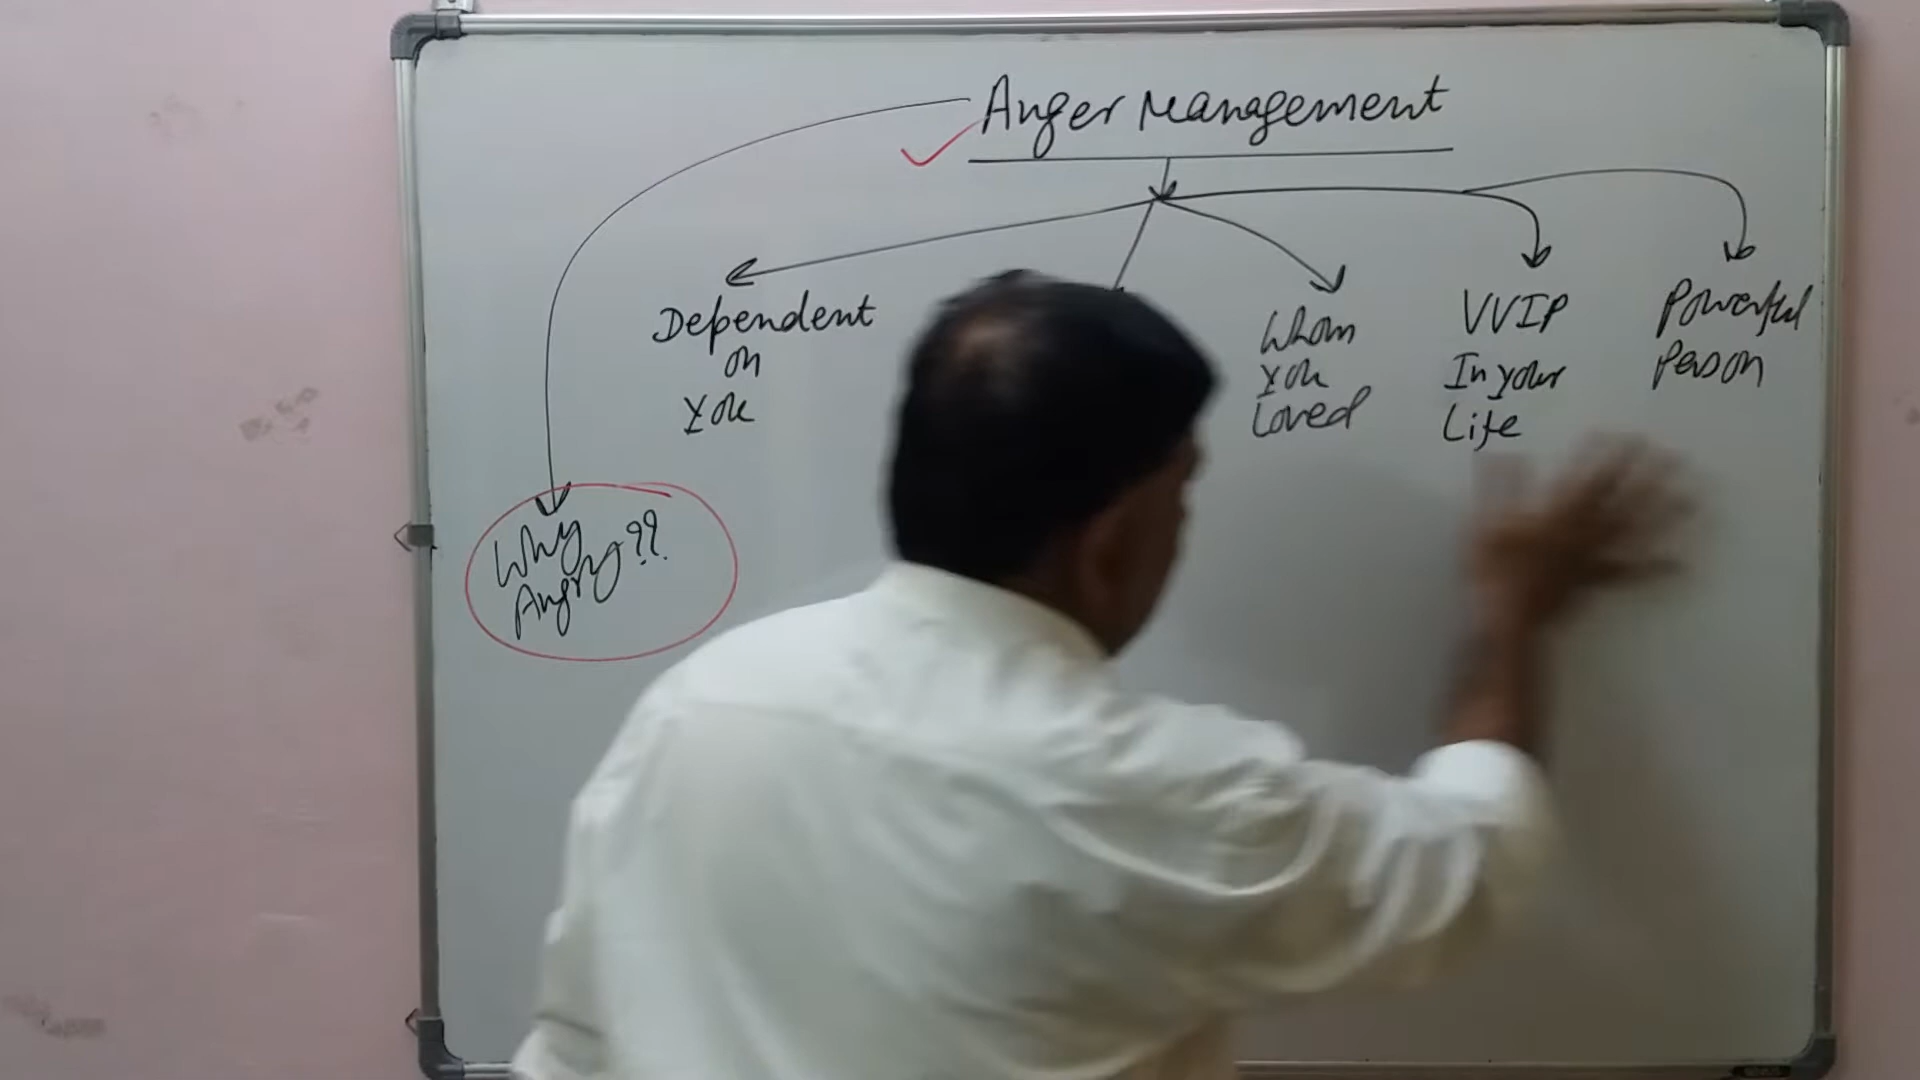 Anger Management
Dependent
on
you
Whom
you
Loved
VVIP
In your
Life
Powerful
Person
Why
Angry??